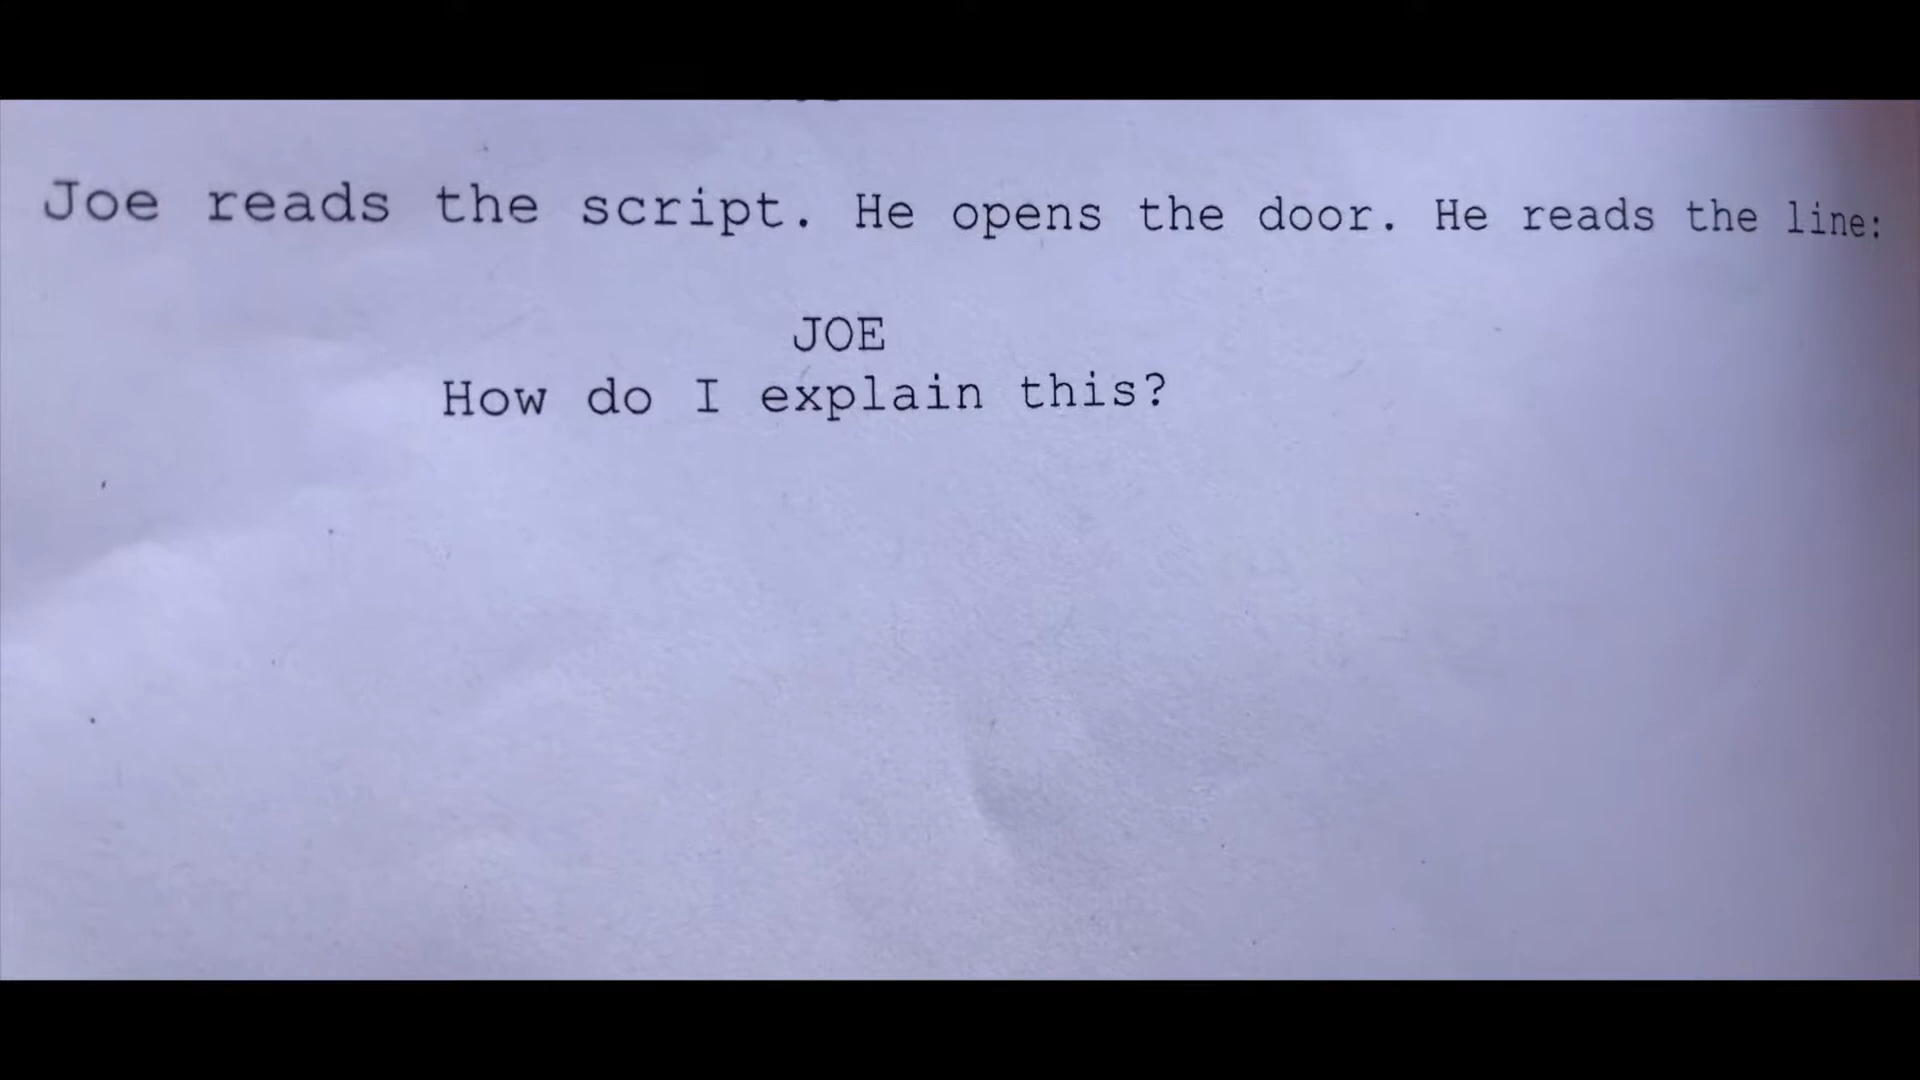 Joe reads the script. He opens the door. He reads the line:
JOE
How do I explain this?